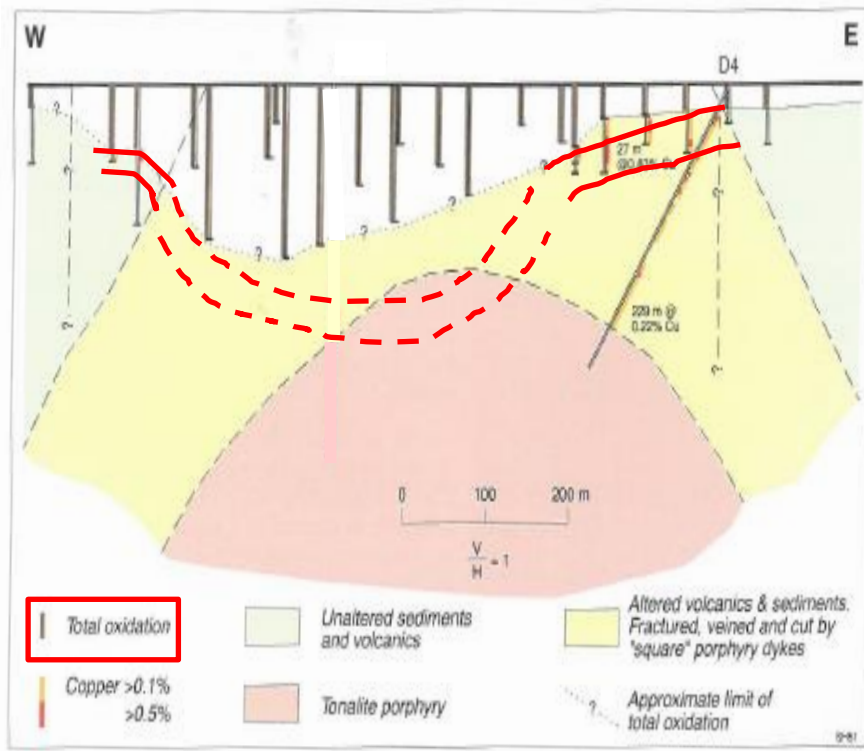 W
E
D4
?
?
?
?
?
?
?
?
?
?
?
27 m
229 m @
0.22% Cu
0 100 200 m
V
H = 1
Total oxidation
Unaltered sediments
and volcanics
Altered volcanics & sediments.
Fractured, veined and cut by
"square" porphyry dykes
Copper >0.1%
>0.5%
Tonalite porphyry
?
Approximate limit of
total oxidation